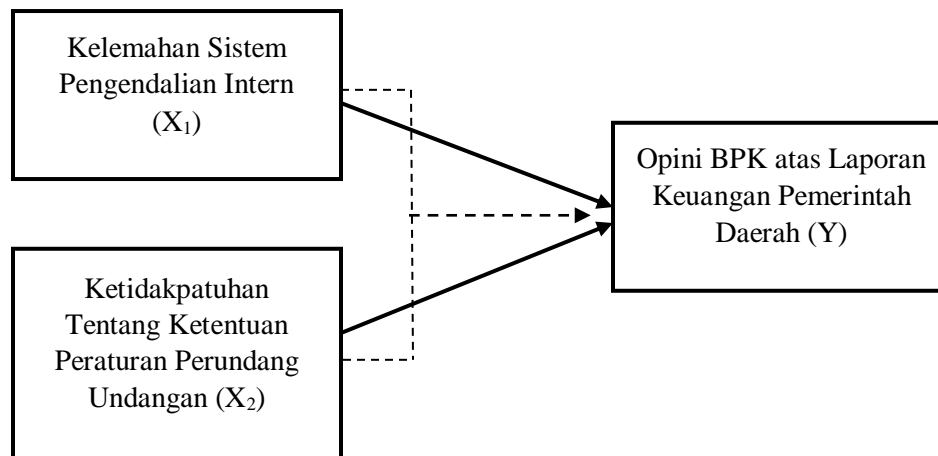 Kelemahan Sistem
Pengendalian Intern
(X₁)
Opini BPK atas Laporan
Keuangan Pemerintah
Daerah (Y)
Ketidakpatuhan
Tentang Ketentuan
Peraturan Perundang
Undangan (X₂)